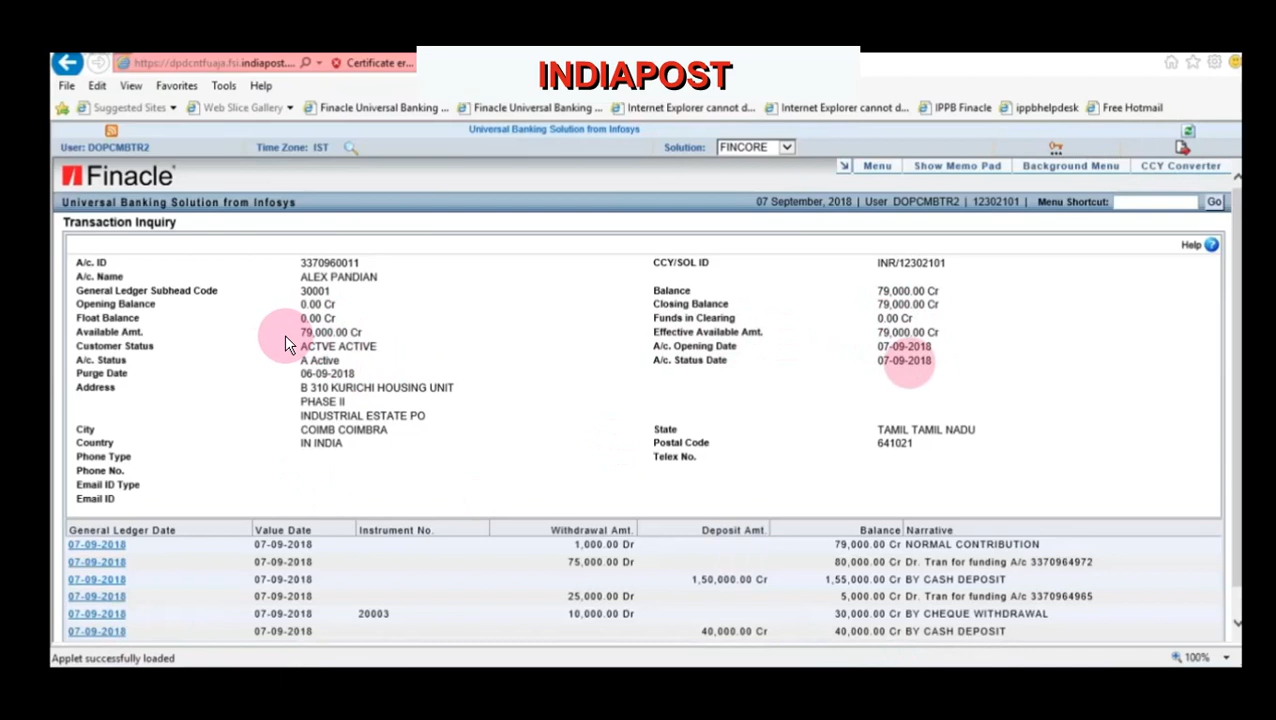 INDIAPOST
https://dpdcntfuaja.fsi.indiapost.... Certificate er...
File Edit View Favorites Tools Help
Suggested Sites Web Slice Gallery Finacle Universal Banking ... Finacle Universal Banking ... Internet Explorer cannot d... Internet Explorer cannot d... IPPB Finacle ippbhelpdesk Free Hotmail
Universal Banking Solution from Infosys
User: DOPCMBTR2 Time Zone: IST Solution: FINCORE
Finacle Menu Show Memo Pad Background Menu CCY Converter
Universal Banking Solution from Infosys 07 September, 2018 | User DOPCMBTR2 | 12302101 | Menu Shortcut: Go
Transaction Inquiry
Help ?
A/c. ID 3370960011 CCY/SOL ID INR/12302101
A/c. Name ALEX PANDIAN
General Ledger Subhead Code 30001 Balance 79,000.00 Cr
Opening Balance 0.00 Cr Closing Balance 79,000.00 Cr
Float Balance 0.00 Cr Funds in Clearing 0.00 Cr
Available Amt. 79,000.00 Cr Effective Available Amt. 79,000.00 Cr
Customer Status ACTVE ACTIVE A/c. Opening Date 07-09-2018
A/c. Status A Active A/c. Status Date 07-09-2018
Purge Date 06-09-2018
Address B 310 KURICHI HOUSING UNIT
PHASE II
INDUSTRIAL ESTATE PO
City COIMB COIMBRA State TAMIL TAMIL NADU
Country IN INDIA Postal Code 641021
Phone Type Telex No.
Phone No.
Email ID Type
Email ID
General Ledger Date Value Date Instrument No. Withdrawal Amt. Deposit Amt. Balance Narrative
07-09-2018 07-09-2018 1,000.00 Dr 79,000.00 Cr NORMAL CONTRIBUTION
07-09-2018 07-09-2018 75,000.00 Dr 80,000.00 Cr Dr. Tran for funding A/c 3370964972
07-09-2018 07-09-2018 1,50,000.00 Cr 1,55,000.00 Cr BY CASH DEPOSIT
07-09-2018 07-09-2018 25,000.00 Dr 5,000.00 Cr Dr. Tran for funding A/c 3370964965
07-09-2018 07-09-2018 20003 10,000.00 Dr 30,000.00 Cr BY CHEQUE WITHDRAWAL
07-09-2018 07-09-2018 40,000.00 Cr 40,000.00 Cr BY CASH DEPOSIT
Applet successfully loaded 100%